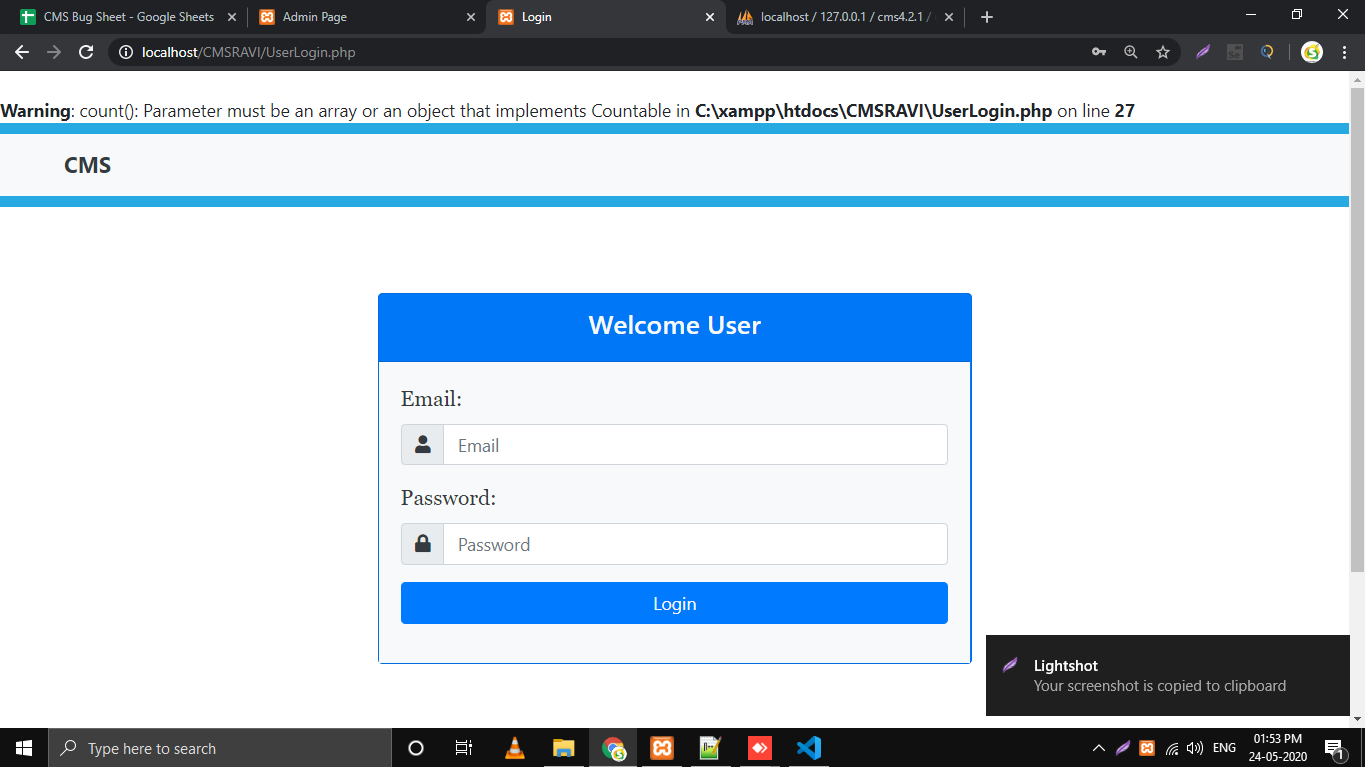 CMS Bug Sheet - Google Sheets
Admin Page
Login
localhost / 127.0.0.1 / cms4.2.1 /
localhost/CMSRAVI/UserLogin.php
Warning: count(): Parameter must be an array or an object that implements Countable in C:\xampp\htdocs\CMSRAVI\UserLogin.php on line 27
CMS
Welcome User
Email:
Email
Password:
Password
Login
Lightshot
Your screenshot is copied to clipboard
Type here to search
ENG
01:53 PM
24-05-2020
1